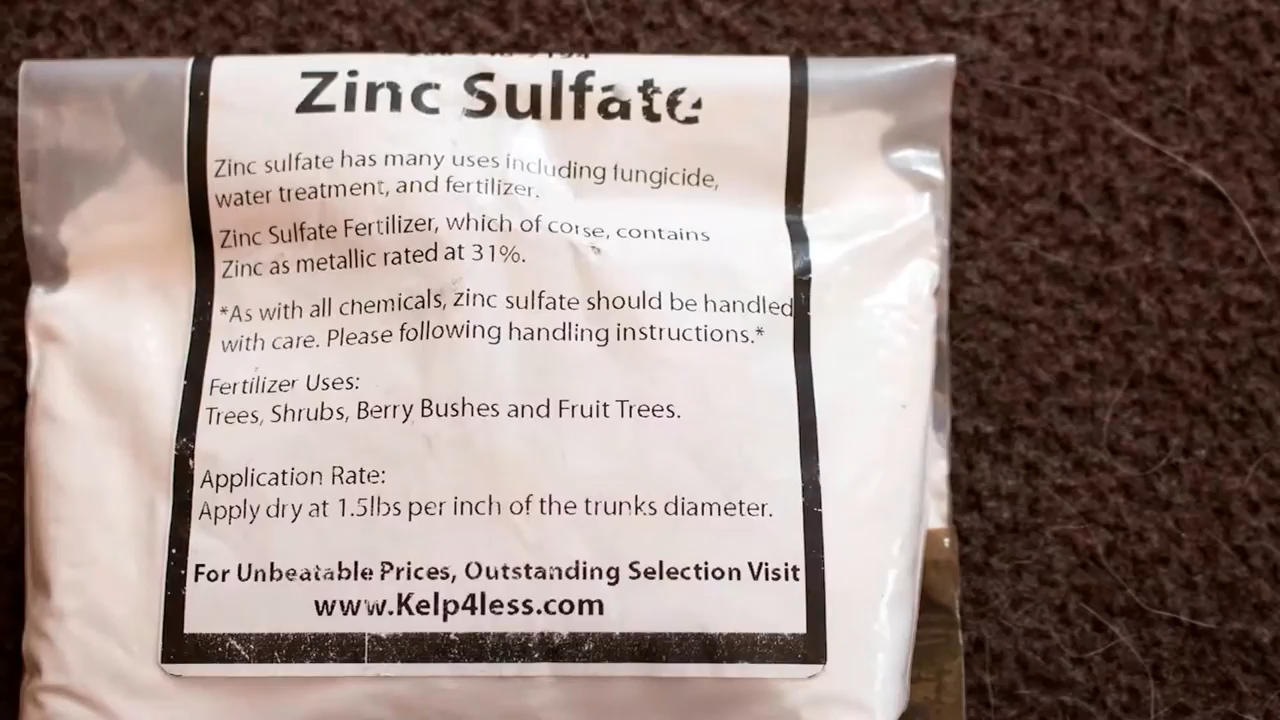 Zinc Sulfate
Zinc sulfate has many uses including fungicide,
water treatment, and fertilizer.
Zinc Sulfate Fertilizer, which of corse, contains
Zinc as metallic rated at 31%.
*As with all chemicals, zinc sulfate should be handled
with care. Please following handling instructions.*
Fertilizer Uses:
Trees, Shrubs, Berry Bushes and Fruit Trees.
Application Rate:
Apply dry at 1.5lbs per inch of the trunks diameter.
For Unbeatable Prices, Outstanding Selection Visit
www.Kelp4less.com